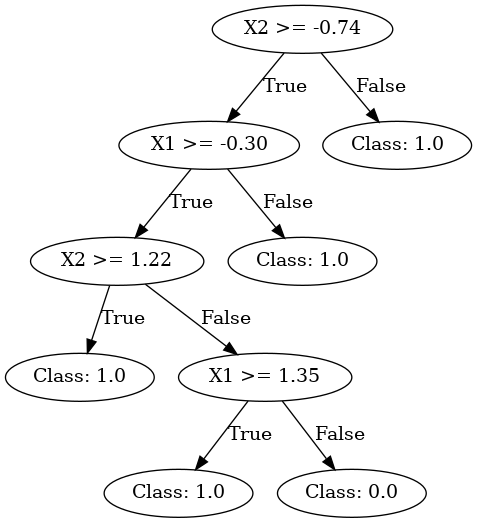 X2 >= -0.74
True
False
X1 >= -0.30
Class: 1.0
True
False
X2 >= 1.22
Class: 1.0
True
False
Class: 1.0
X1 >= 1.35
True
False
Class: 1.0
Class: 0.0